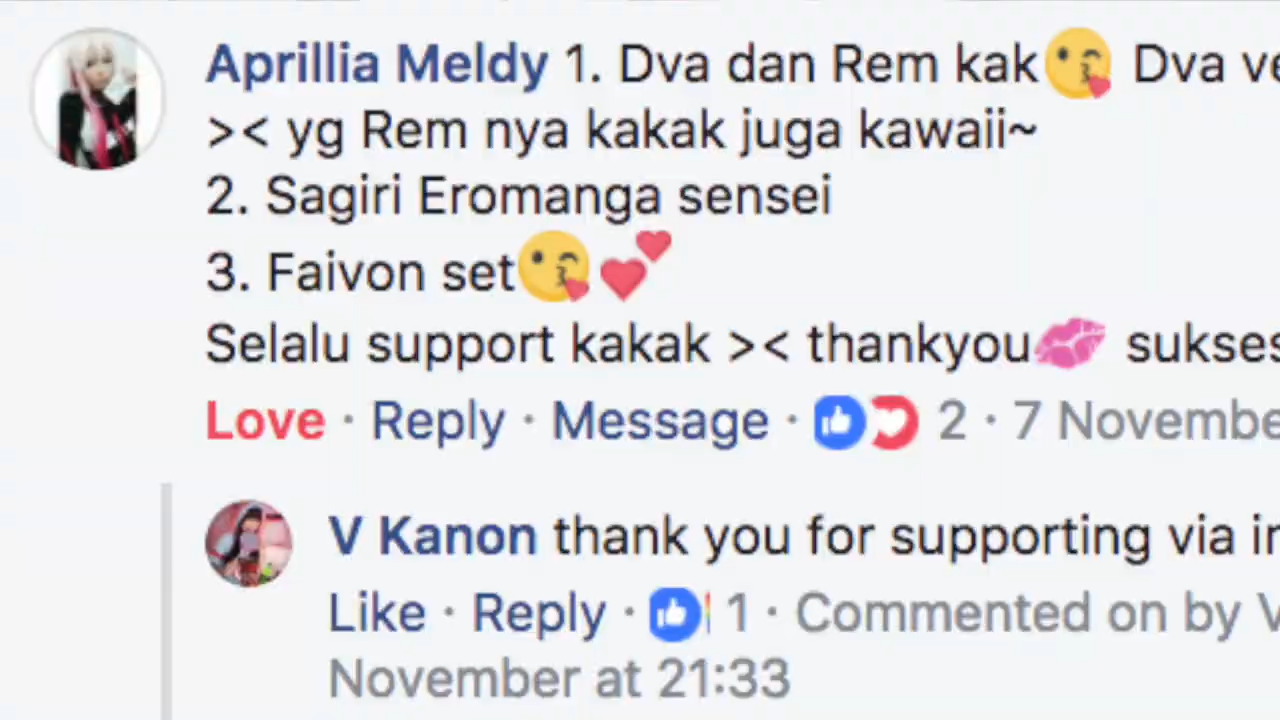 Aprillia Meldy 1. Dva dan Rem kak😘 Dva
>< yg Rem nya kakak juga kawaii~
2. Sagiri Eromanga sensei
3. Faivon set😘💕
Selalu support kakak >< thankyou💋 sukses
Love · Reply · Message · 2 · 7
V Kanon thank you for supporting via
Like · Reply · 1 · Commented on by V
November at 21:33